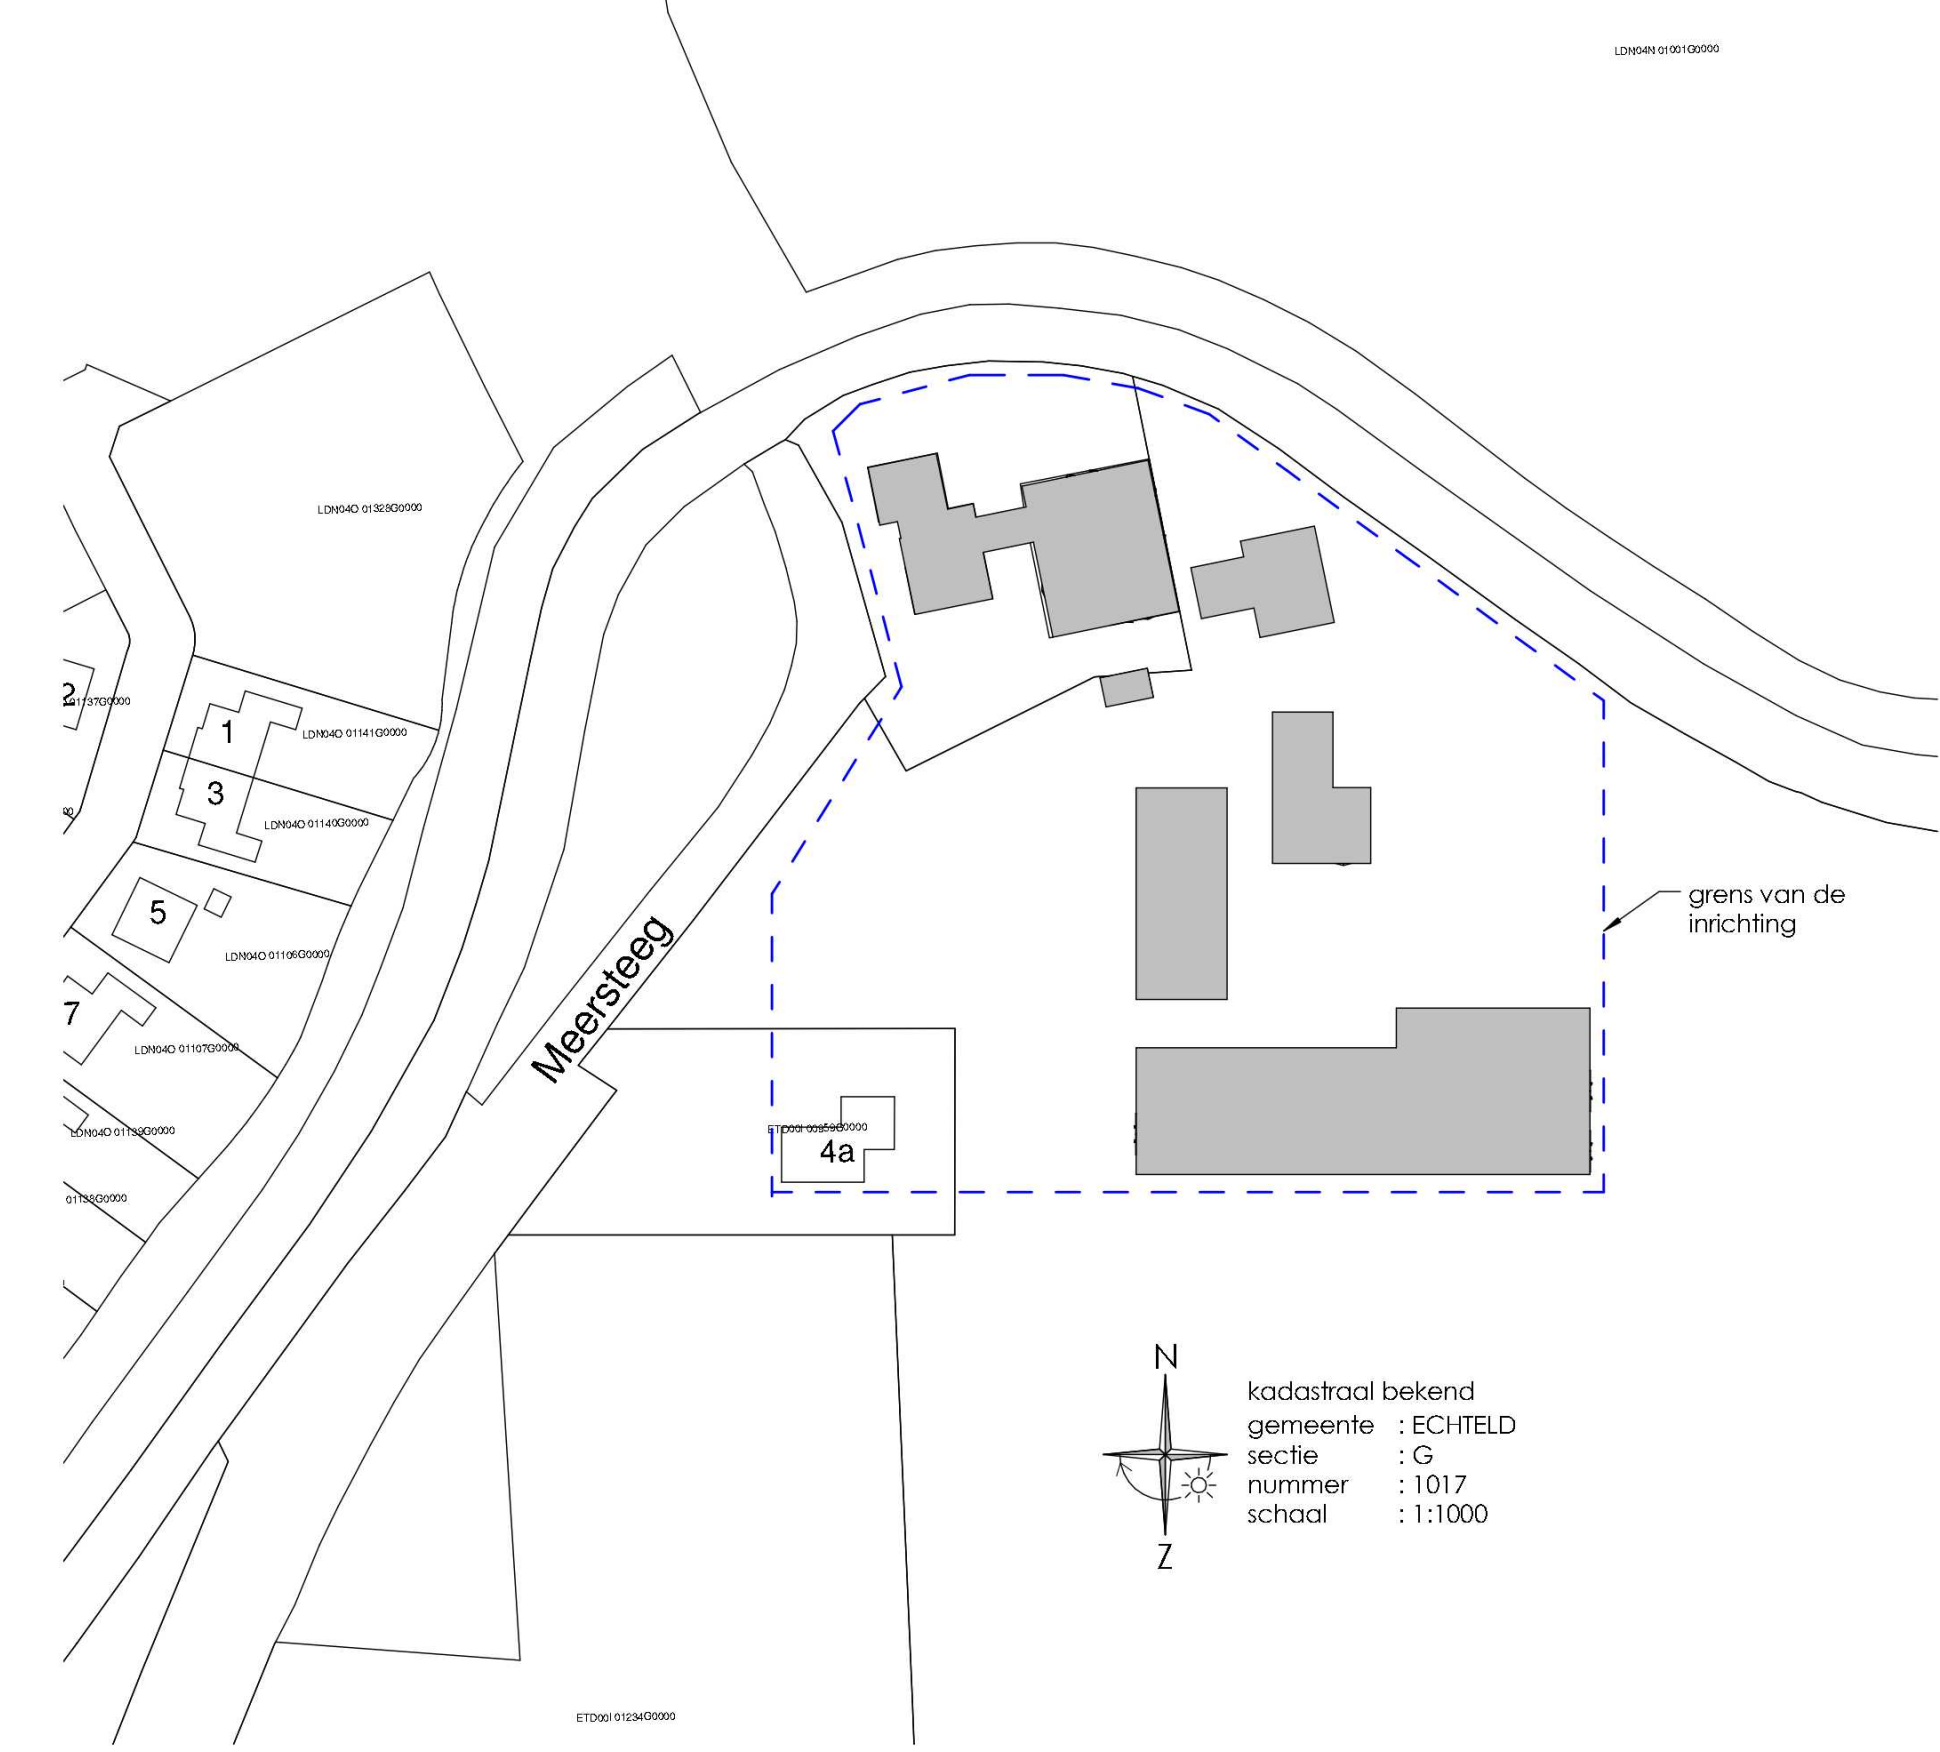 LDN04N 01001G0000
LDN04O 01328G0000
2
01137G0000
1
LDN04O 01141G0000
3
LDN04O 01140G0000
5
LDN04O 01106G0000
grens van de
inrichting
Meersteeg
7
LDN04O 01107G0000
LDN04O 01139G0000
ETD00I 00959G0000
4a
01138G0000
N
kadastraal bekend
gemeente : ECHTELD
sectie : G
nummer : 1017
schaal : 1:1000
Z
ETD00I 01234G0000